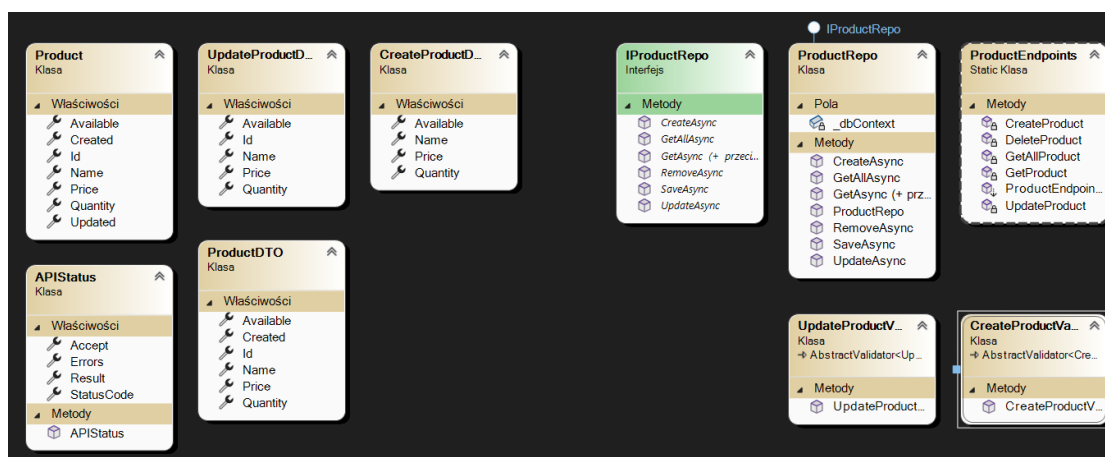 Product
Klasa
Właściwości
Available
Created
Id
Name
Price
Quantity
Updated
UpdateProductD...
Klasa
Właściwości
Available
Id
Name
Price
Quantity
CreateProductD...
Klasa
Właściwości
Available
Name
Price
Quantity
IProductRepo
Interfejs
Metody
CreateAsync
GetAllAsync
GetAsync (+ przeci...
RemoveAsync
SaveAsync
UpdateAsync
IProductRepo
ProductRepo
Klasa
Pola
_dbContext
Metody
CreateAsync
GetAllAsync
GetAsync (+ prz...
ProductRepo
RemoveAsync
SaveAsync
UpdateAsync
ProductEndpoints
Static Klasa
Metody
CreateProduct
DeleteProduct
GetAllProduct
GetProduct
ProductEndpoin...
UpdateProduct
APIStatus
Klasa
Właściwości
Accept
Errors
Result
StatusCode
Metody
APIStatus
ProductDTO
Klasa
Właściwości
Available
Created
Id
Name
Price
Quantity
UpdateProductV...
Klasa
AbstractValidator<Up...
Metody
UpdateProduct...
CreateProductVa...
Klasa
AbstractValidator<Cre...
Metody
CreateProductV...